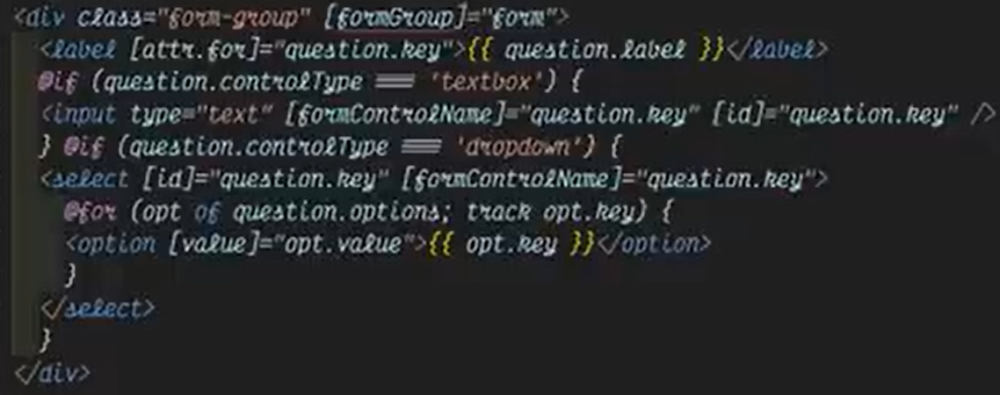 <div class="form-group" [formGroup]="form">
<label [attr.for]="question.key">{{ question.label }}</label>
@if (question.controlType === 'textbox') {
<input type="text" [formControlName]="question.key" [id]="question.key" />
} @if (question.controlType === 'dropdown') {
<select [id]="question.key" [formControlName]="question.key">
@for (opt of question.options; track opt.key) {
<option [value]="opt.value">{{ opt.key }}</option>
}
</select>
}
</div>